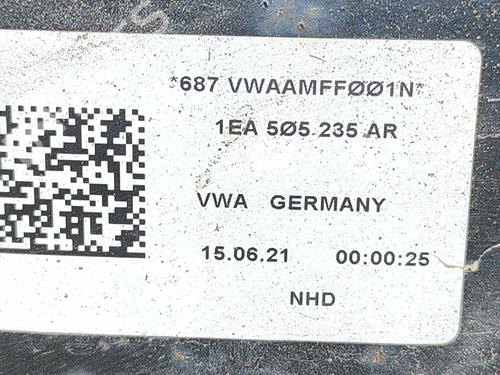 *687 VWAAMFFØØ1N*
1EA 5Ø5 235 AR
VWA GERMANY
15.06.21 00:00:25
NHD